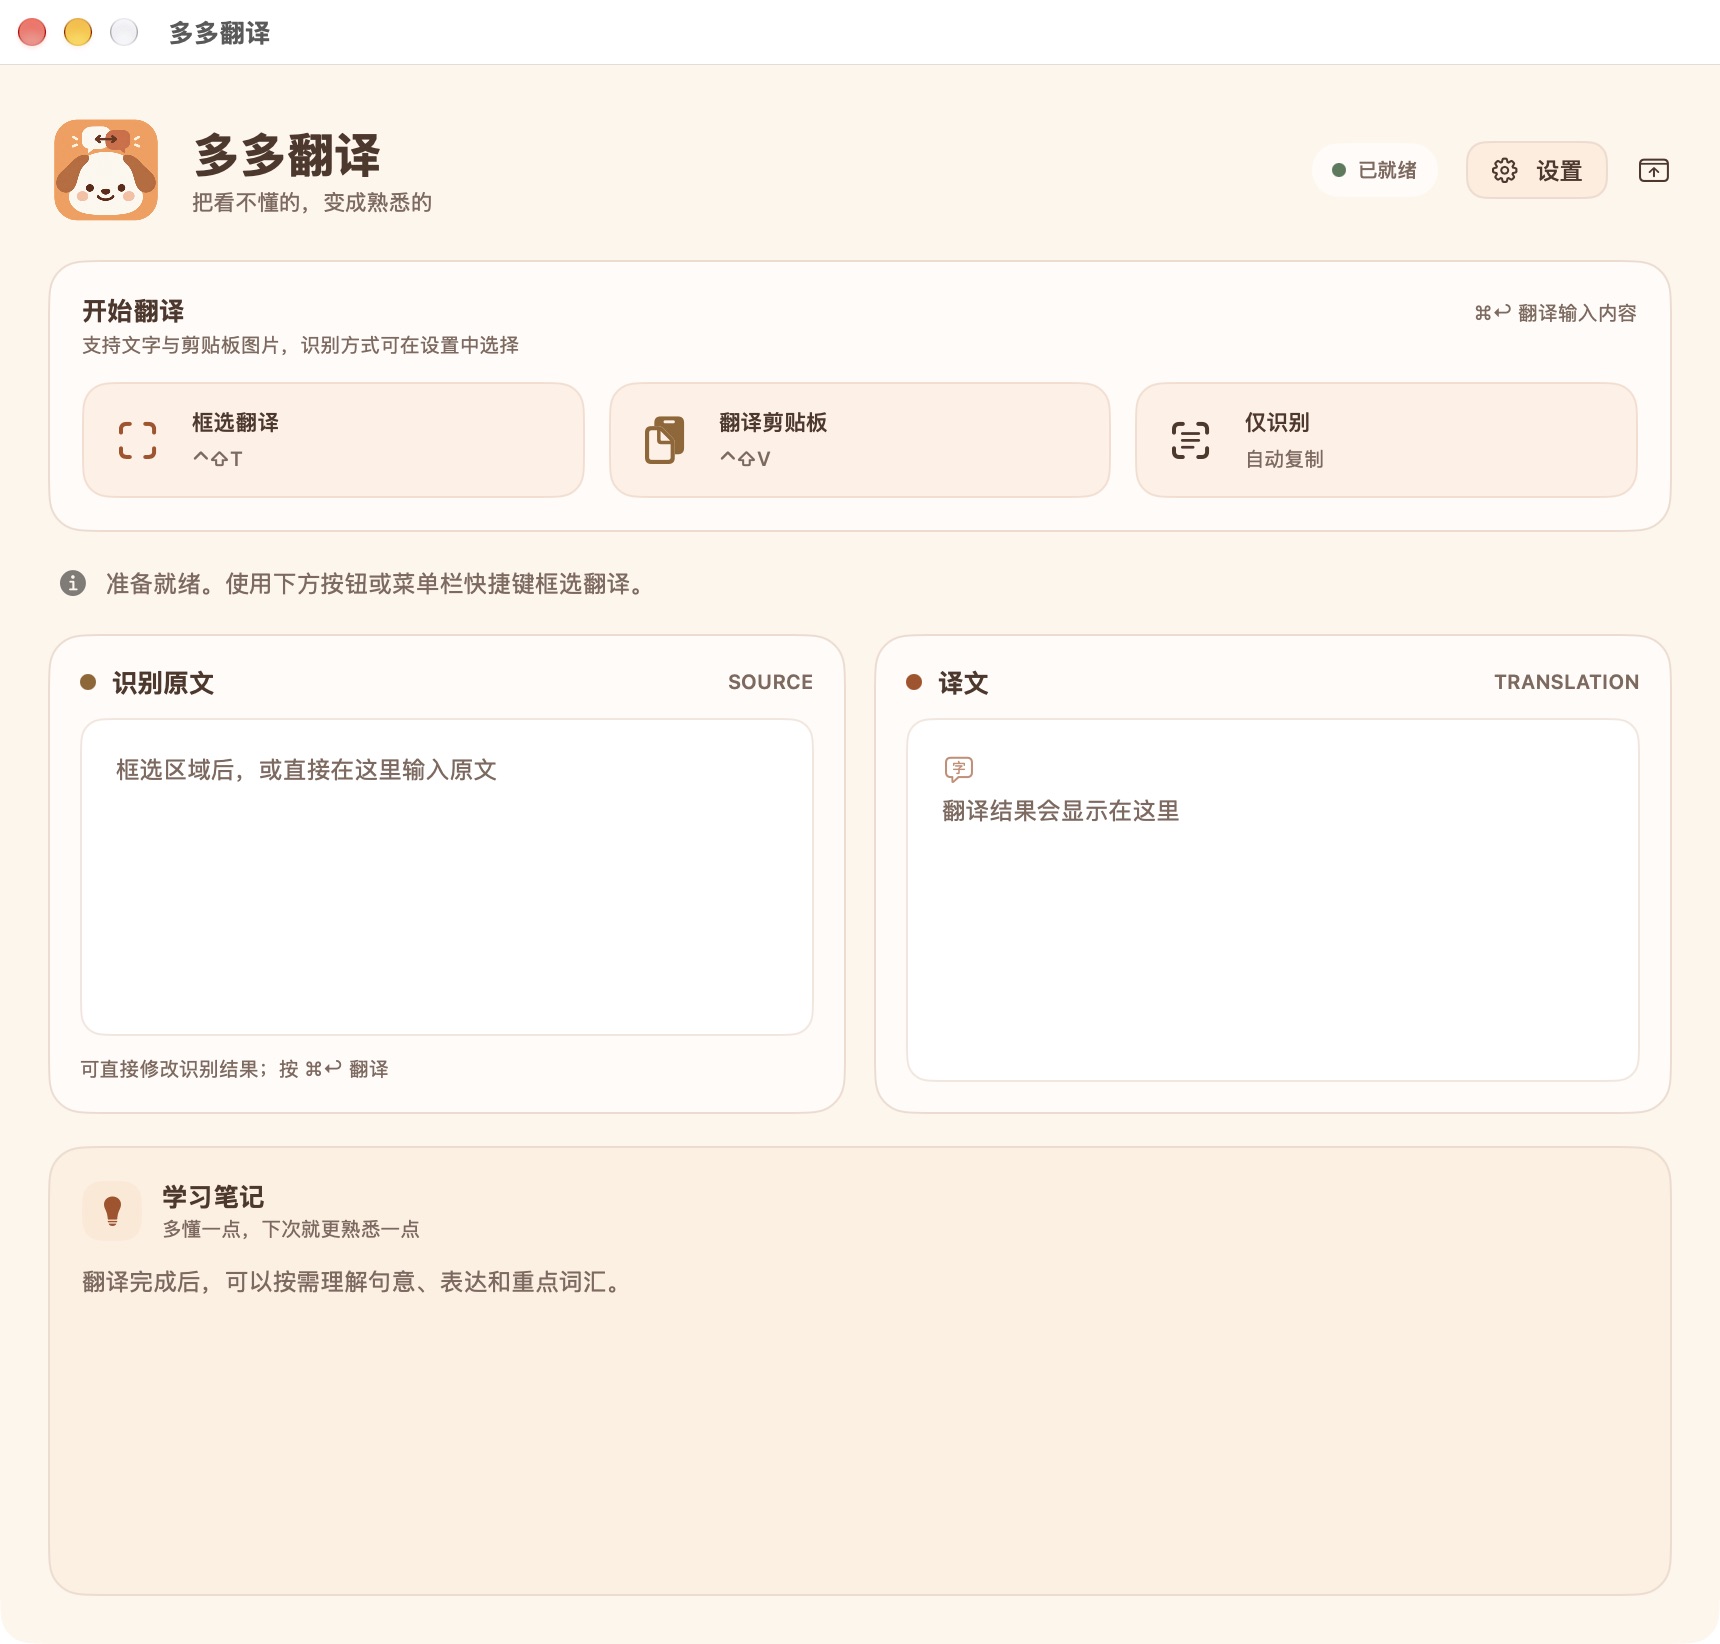 多多翻译
多多翻译
把看不懂的，变成熟悉的
已就绪
设置
开始翻译
支持文字与剪贴板图片，识别方式可在设置中选择
⌘↩ 翻译输入内容
框选翻译
⌃⇧T
翻译剪贴板
⌃⇧V
仅识别
自动复制
准备就绪。使用下方按钮或菜单栏快捷键框选翻译。
识别原文
SOURCE
框选区域后，或直接在这里输入原文
可直接修改识别结果；按 ⌘↩ 翻译
译文
TRANSLATION
字
翻译结果会显示在这里
学习笔记
多懂一点，下次就更熟悉一点
翻译完成后，可以按需理解句意、表达和重点词汇。